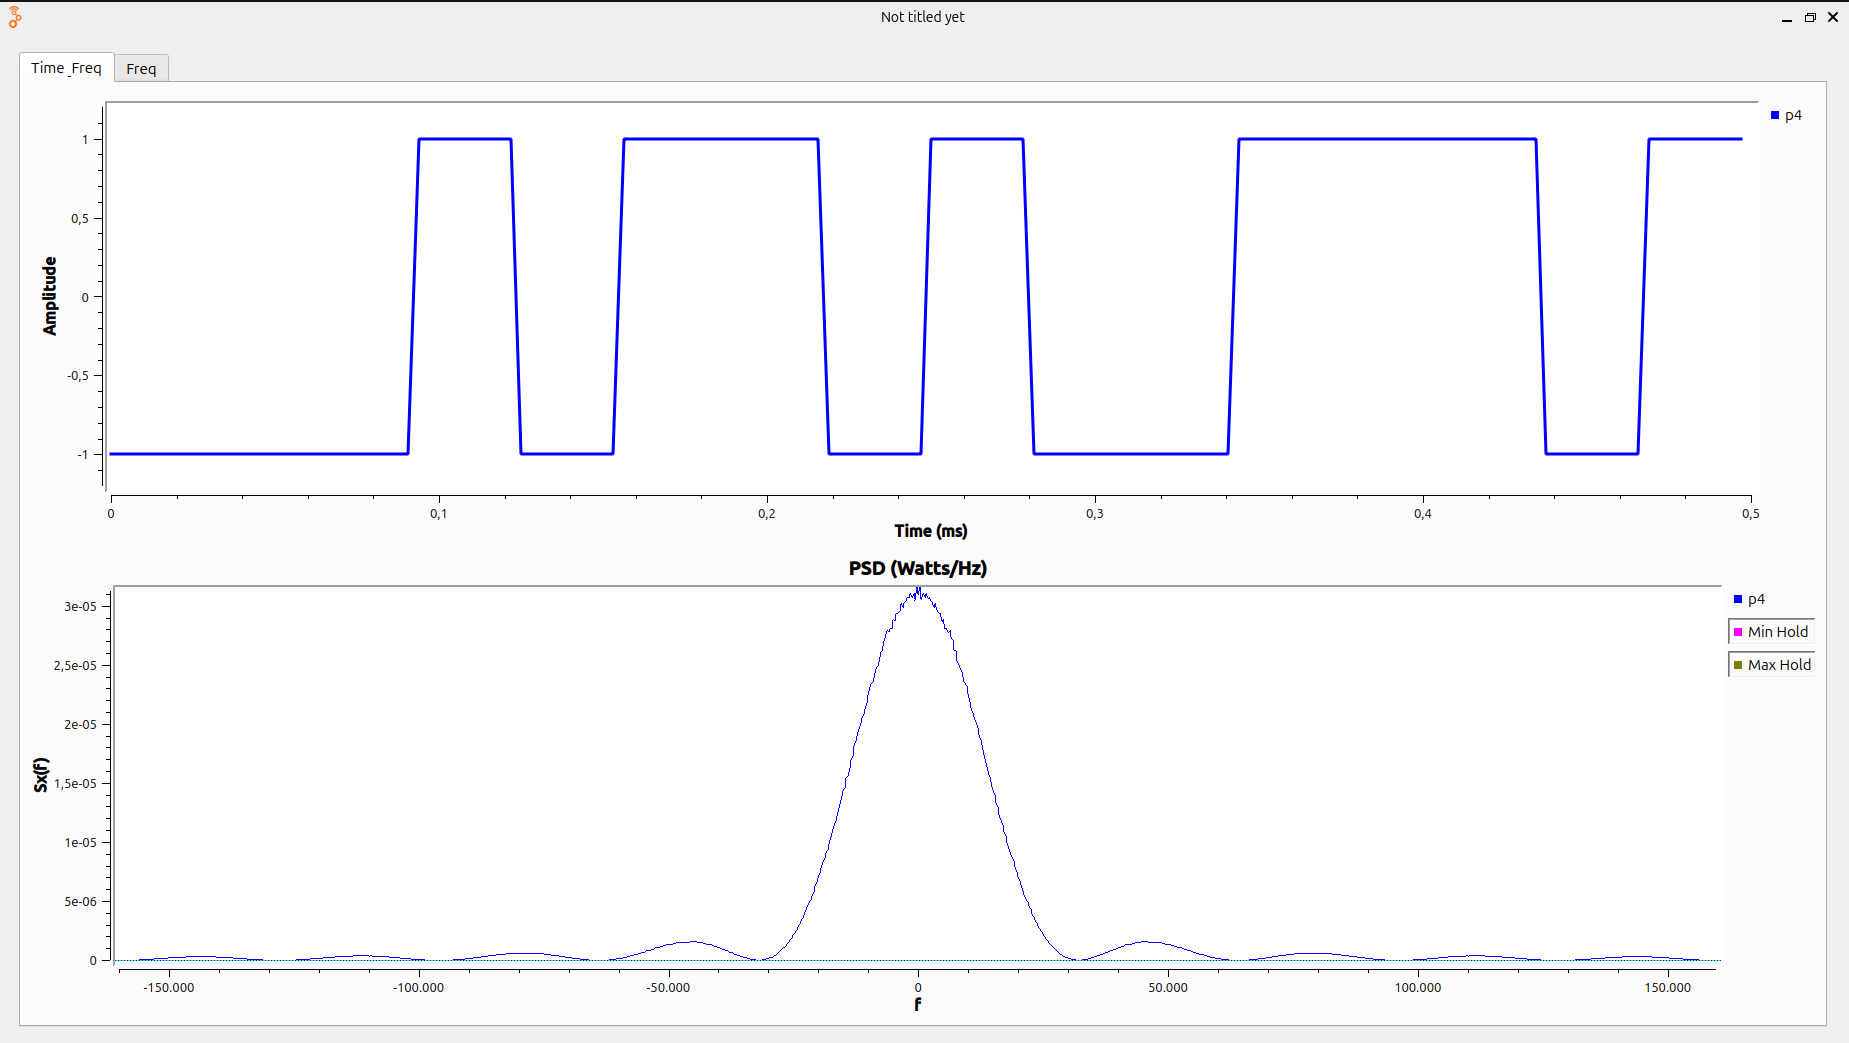 Not titled yet
Time_Freq
Freq
p4
Amplitude
1
0,5
0
-0,5
-1
0
0,1
0,2
0,3
0,4
0,5
Time (ms)
PSD (Watts/Hz)
p4
Min Hold
Max Hold
Sx(f)
3e-05
2,5e-05
2e-05
1,5e-05
1e-05
5e-06
0
-150.000
-100.000
-50.000
0
50.000
100.000
150.000
f